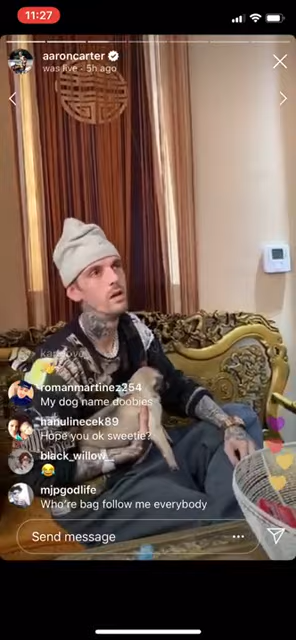 11:27
aaroncarter
was live · 5h ago
romanmartinez254
My dog name doobies
hanulinecek89
Hope you ok sweetie?
black_willow_
😂
mjpgodlife
Who're bag follow me everybody
Send message